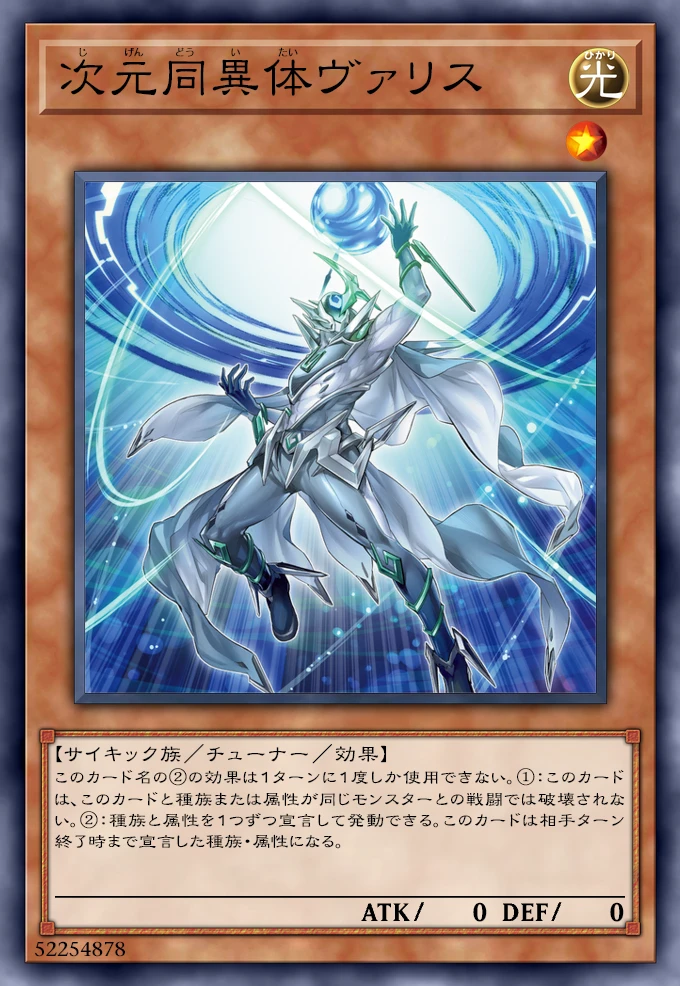 じげんどういたい
次元同異体ヴァリス
ひかり
光
【サイキック族／チューナー／効果】
このカード名の②の効果は１ターンに１度しか使用できない。①：このカード
は、このカードと種族または属性が同じモンスターとの戦闘では破壊されな
い。②：種族と属性を１つずつ宣言して発動できる。このカードは相手ターン
終了時まで宣言した種族・属性になる。
ATK/ 0 DEF/ 0
52254878